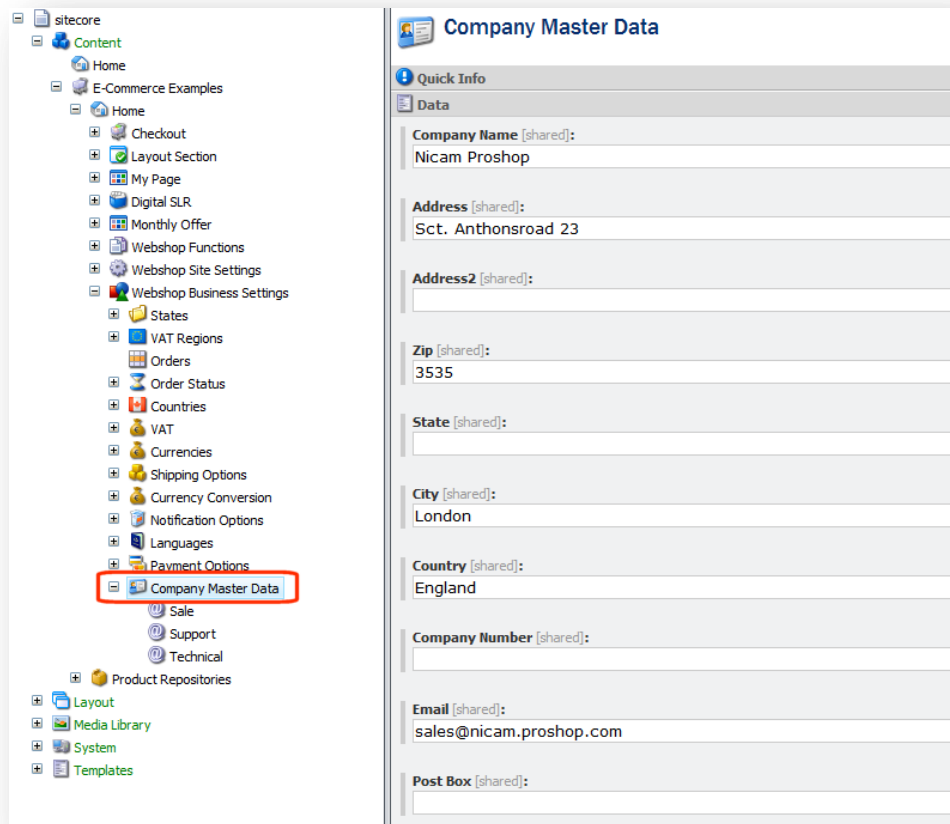 sitecore
Content
Home
E-Commerce Examples
Home
Checkout
Layout Section
My Page
Digital SLR
Monthly Offer
Webshop Functions
Webshop Site Settings
Webshop Business Settings
States
VAT Regions
Orders
Order Status
Countries
VAT
Currencies
Shipping Options
Currency Conversion
Notification Options
Languages
Payment Options
Company Master Data
Sale
Support
Technical
Product Repositories
Layout
Media Library
System
Templates
Company Master Data
Quick Info
Data
Company Name [shared]:
Nicam Proshop
Address [shared]:
Sct. Anthonsroad 23
Address2 [shared]:
Zip [shared]:
3535
State [shared]:
City [shared]:
London
Country [shared]:
England
Company Number [shared]:
Email [shared]:
sales@nicam.proshop.com
Post Box [shared]: